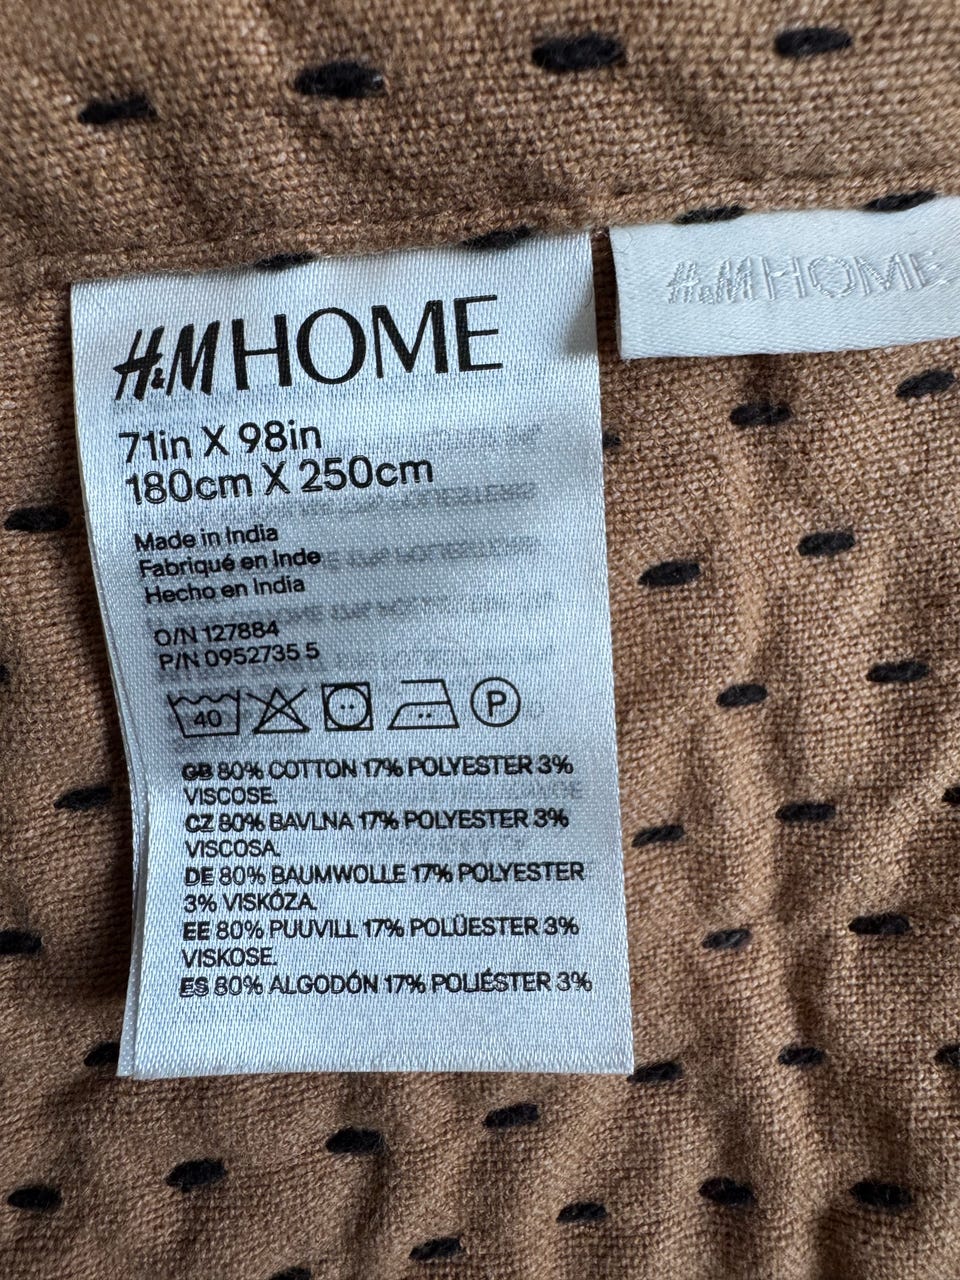 H&M HOME
71in X 98in
180cm X 250cm
Made in India
Fabriqué en Inde
Hecho en India
O/N 127884
P/N 0952735 5
40
P
GB 80% COTTON 17% POLYESTER 3%
VISCOSE.
CZ 80% BAVLNA 17% POLYESTER 3%
VISCOSA.
DE 80% BAUMWOLLE 17% POLYESTER
3% VISKÓZA.
EE 80% PUUVILL 17% POLÜESTER 3%
VISKOSE.
ES 80% ALGODÓN 17% POLIÉSTER 3%
H&M HOME